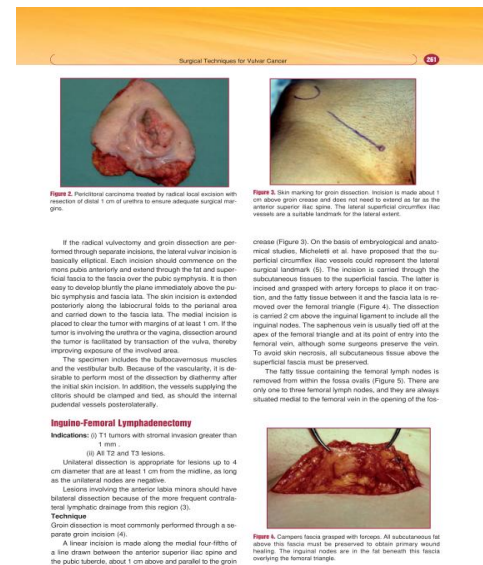 Surgical Techniques for Vulvar Cancer
261
Figure 2. Periclitoral carcinoma treated by radical local excision with
resection of distal 1 cm of urethra to ensure adequate surgical mar-
gins.
Figure 3. Skin marking for groin dissection. Incision is made about 1
cm above groin crease and does not need to extend as far as the
anterior superior iliac spine. The lateral superficial circumflex iliac
vessels are a suitable landmark for the lateral extent.
If the radical vulvectomy and groin dissection are per-
formed through separate incisions, the lateral vulvar incision is
basically elliptical. Each incision should commence on the
mons pubis anteriorly and extend through the fat and super-
ficial fascia to the fascia over the pubic symphysis. It is then
easy to develop bluntly the plane immediately above the pu-
bic symphysis and fascia lata. The skin incision is extended
posteriorly along the labiocrural folds to the perianal area
and carried down to the fascia lata. The medial incision is
placed to clear the tumor with margins of at least 1 cm. If the
tumor is involving the urethra or the vagina, dissection around
the tumor is facilitated by transaction of the vulva, thereby
improving exposure of the involved area.
The specimen includes the bulbocavernosus muscles
and the vestibular bulb. Because of the vascularity, it is de-
sirable to perform most of the dissection by diathermy after
the initial skin incision. In addition, the vessels supplying the
clitoris should be clamped and tied, as should the internal
pudendal vessels posterolaterally.
Inguino-Femoral Lymphadenectomy
Indications: (i) T1 tumors with stromal invasion greater than
1 mm .
(ii) All T2 and T3 lesions.
Unilateral dissection is appropriate for lesions up to 4
cm diameter that are at least 1 cm from the midline, as long
as the unilateral nodes are negative.
Lesions involving the anterior labia minora should have
bilateral dissection because of the more frequent contrala-
teral lymphatic drainage from this region (3).
Technique
Groin dissection is most commonly performed through a se-
parate groin incision (4).
A linear incision is made along the medial four-fifths of
a line drawn between the anterior superior iliac spine and
the pubic tubercle, about 1 cm above and parallel to the groin
crease (Figure 3). On the basis of embryological and anato-
mical studies, Micheletti et al. have proposed that the su-
perficial circumflex iliac vessels could represent the lateral
surgical landmark (5). The incision is carried through the
subcutaneous tissues to the superficial fascia. The latter is
incised and grasped with artery forceps to place it on trac-
tion, and the fatty tissue between it and the fascia lata is re-
moved over the femoral triangle (Figure 4). The dissection
is carried 2 cm above the inguinal ligament to include all the
inguinal nodes. The saphenous vein is usually tied off at the
apex of the femoral triangle and at its point of entry into the
femoral vein, although some surgeons preserve the vein.
To avoid skin necrosis, all subcutaneous tissue above the
superficial fascia must be preserved.
The fatty tissue containing the femoral lymph nodes is
removed from within the fossa ovalis (Figure 5). There are
only one to three femoral lymph nodes, and they are always
situated medial to the femoral vein in the opening of the fos-
Figure 4. Campers fascia grasped with forceps. All subcutaneous fat
above this fascia must be preserved to obtain primary wound
healing. The inguinal nodes are in the fat beneath this fascia
overlying the femoral triangle.